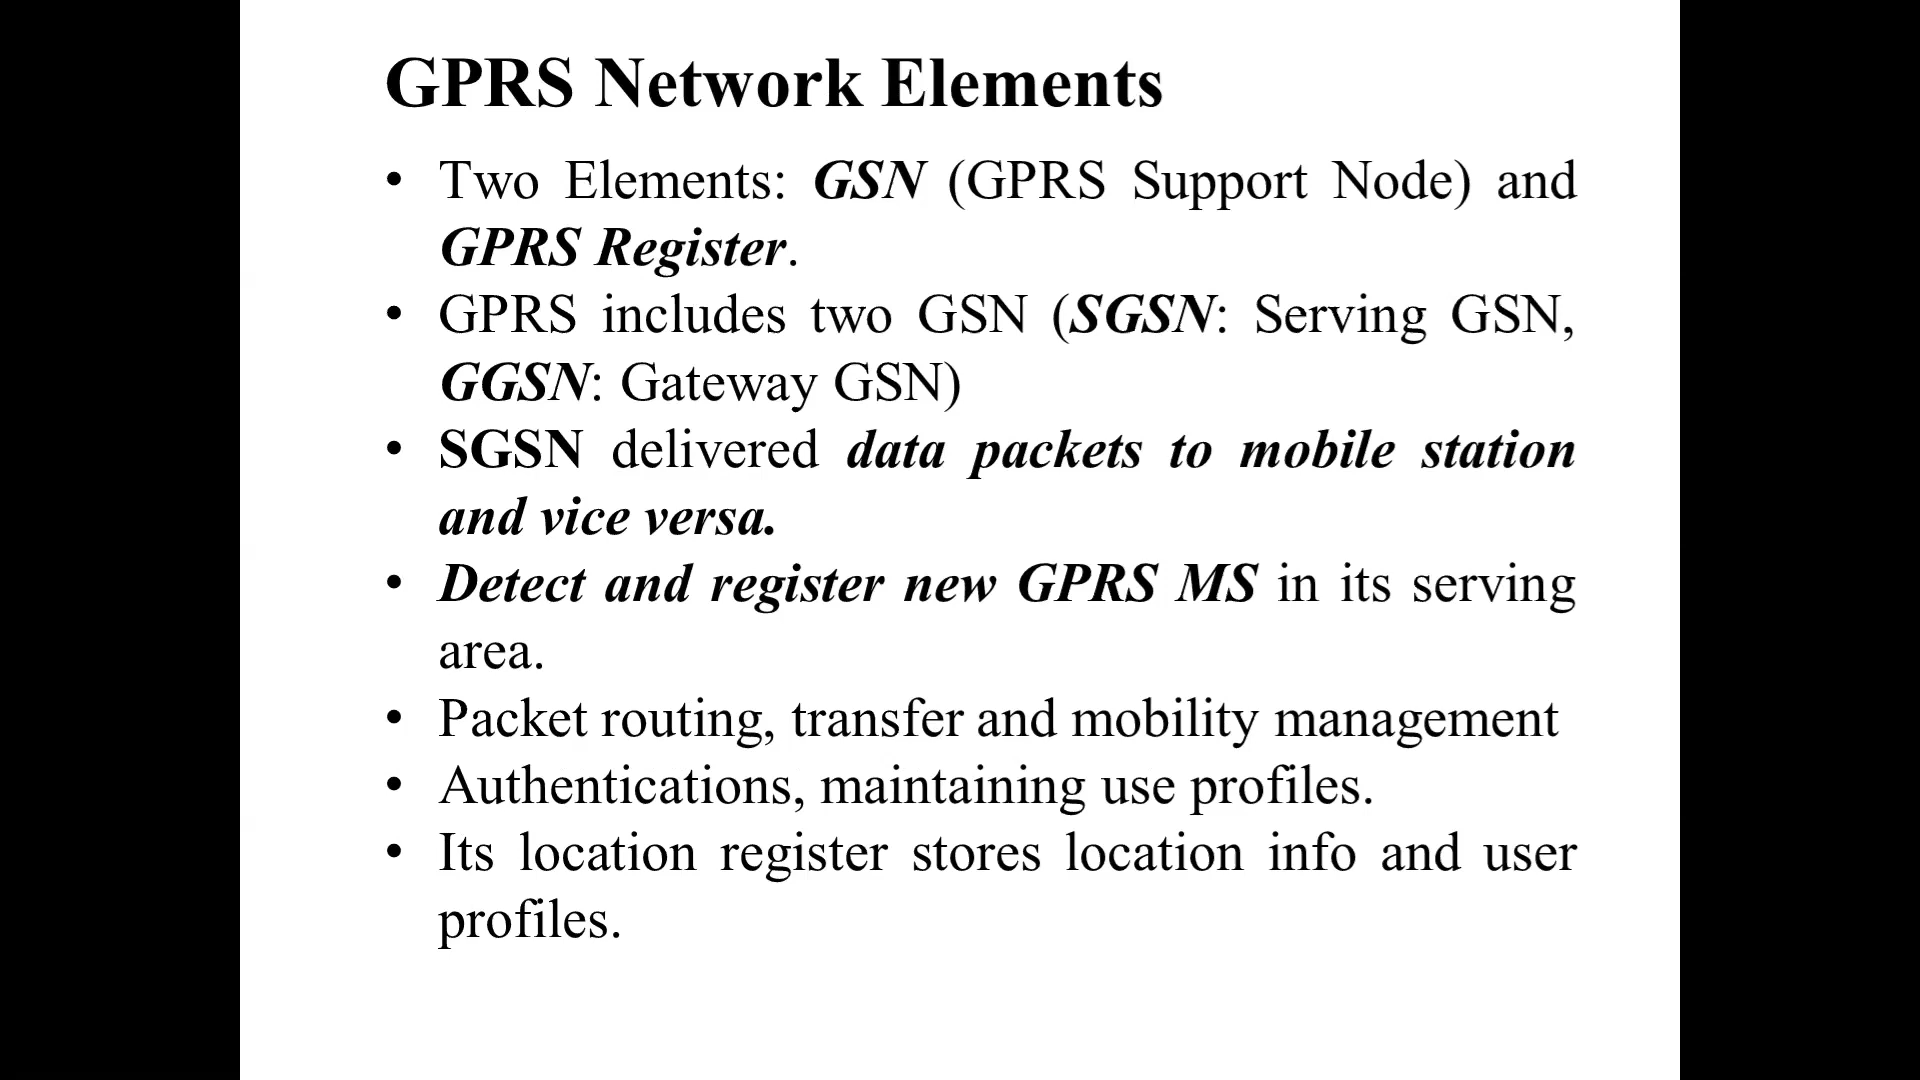 GPRS Network Elements
• Two Elements: GSN (GPRS Support Node) and
GPRS Register.
• GPRS includes two GSN (SGSN: Serving GSN,
GGSN: Gateway GSN)
• SGSN delivered data packets to mobile station
and vice versa.
• Detect and register new GPRS MS in its serving
area.
• Packet routing, transfer and mobility management
• Authentications, maintaining use profiles.
• Its location register stores location info and user
profiles.